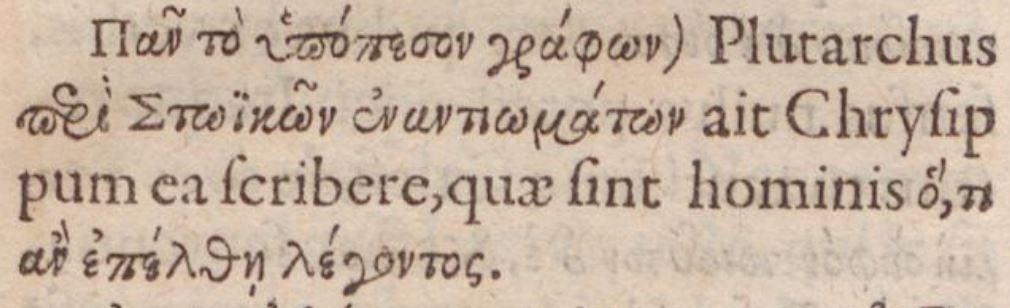 Πᾶν τὸ ὑπόπεσον γράφων) Plutarchus
περὶ Στωϊκῶν ἐναντιωμάτων ait Chryſip
pum ea ſcribere, quæ ſint hominis ὅ, τι
ἂν ἐπέλθῃ λέγοντος.